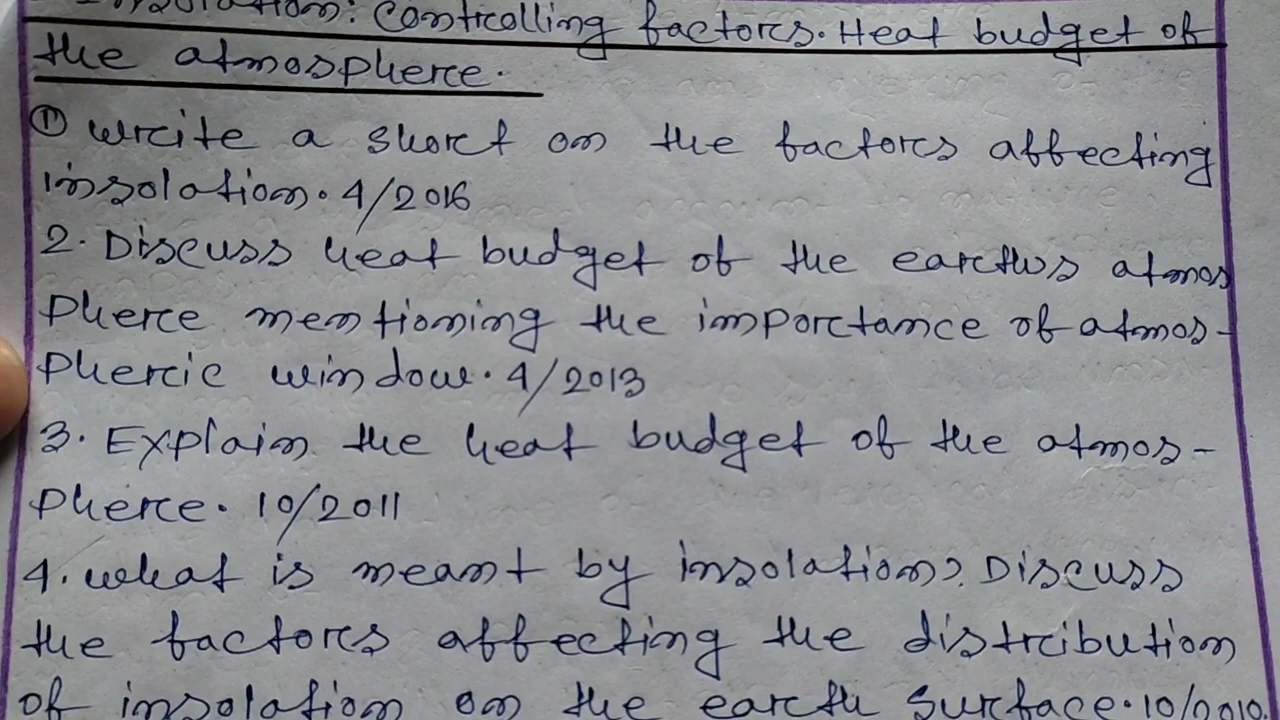 Insolation: Controlling factors. Heat budget of
the atmosphere.
① Write a short on the factors affecting
insolation. 4/2016
2. Discuss heat budget of the earths atmos
phere mentioning the importance of atmos-
pheric window. 4/2013
3. Explain the heat budget of the atmos-
phere. 10/2011
4. What is meant by insolation? Discuss
the factors affecting the distribution
of insolation on the earth surface. 10/2010